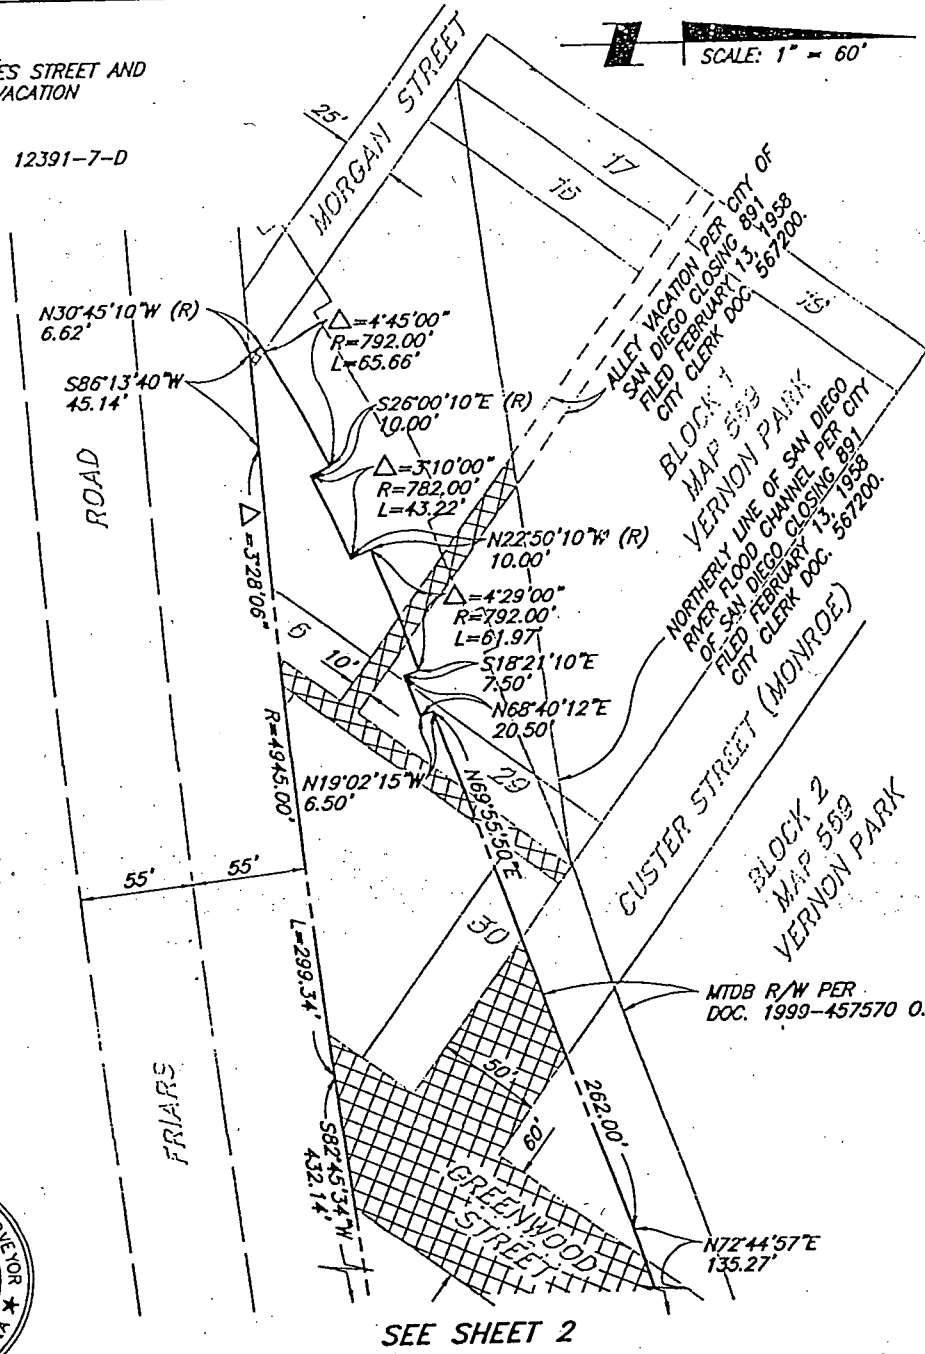 ES STREET AND
VACATION
12391-7-D
SCALE: 1" = 60'
MORGAN STREET
25'
17
16
18
ALLEY VACATION PER CITY OF
SAN DIEGO CLOSING 891
FILED FEBRUARY 13, 1958
CITY CLERK DOC. 567200.
N30°45'10"W (R)
6.62'
△=4°45'00"
R=792.00'
L=65.66'
S86°13'40"W
45.14'
S26°00'10"E (R)
10.00'
△=3°10'00"
R=782.00'
L=43.22'
N22°50'10"W (R)
10.00'
△=4°29'00"
R=792.00'
L=61.97'
S18°21'10"E
7.50'
N68°40'12"E
20.50'
N19°02'15"W
6.50'
BLOCK 1
MAP 559
VERNON PARK
NORTHERLY LINE OF SAN DIEGO
RIVER FLOOD CHANNEL PER CITY
OF SAN DIEGO CLOSING 891
FILED FEBRUARY 13, 1958
CITY CLERK DOC. 567200.
ROAD
△=3°28'06"
R=4945.00'
L=299.34'
6
10'
29
N69°55'50"E
262.00'
CUSTER STREET (MONROE)
BLOCK 2
MAP 559
VERNON PARK
55'
55'
30
MTDB R/W PER
DOC. 1999-457570 O.
50'
60'
FRIARS
S82°45'34"W
432.14'
GREENWOOD
STREET
N72°44'57"E
135.27'
VEYOR ★
SEE SHEET 2